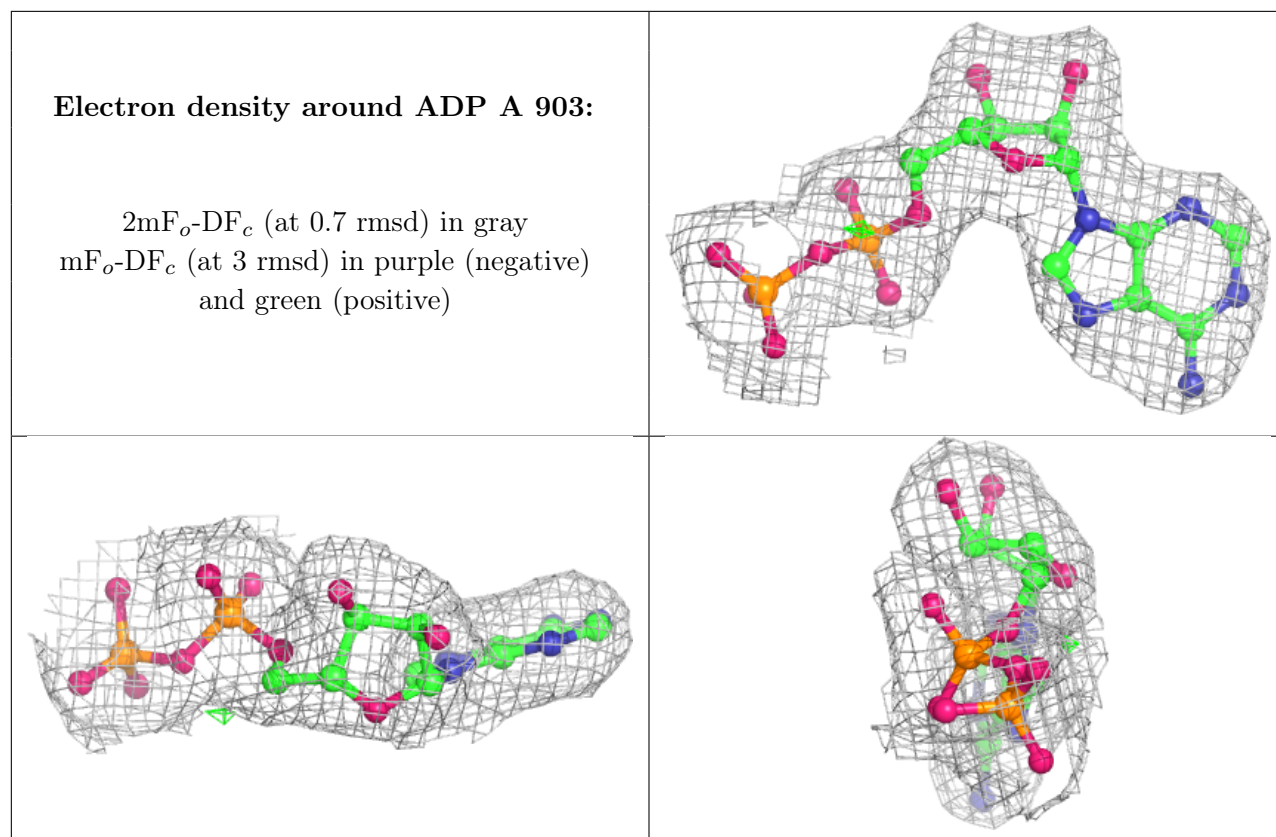 Electron density around ADP A 903:
2mFo-DFc (at 0.7 rmsd) in gray
mFo-DFc (at 3 rmsd) in purple (negative)
and green (positive)